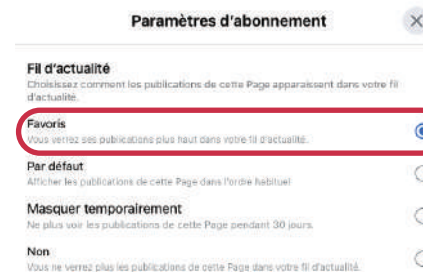 Paramètres d'abonnement
Fil d'actualité
Choisissez comment les publications de cette Page apparaissent dans votre fil
d'actualité.
Favoris
Vous verrez ses publications plus haut dans votre fil d'actualité.
Par défaut
Afficher les publications de cette Page dans l'ordre habituel
Masquer temporairement
Ne plus voir les publications de cette Page pendant 30 jours.
Non
Vous ne verrez plus les publications de cette Page dans votre fil d'actualité.